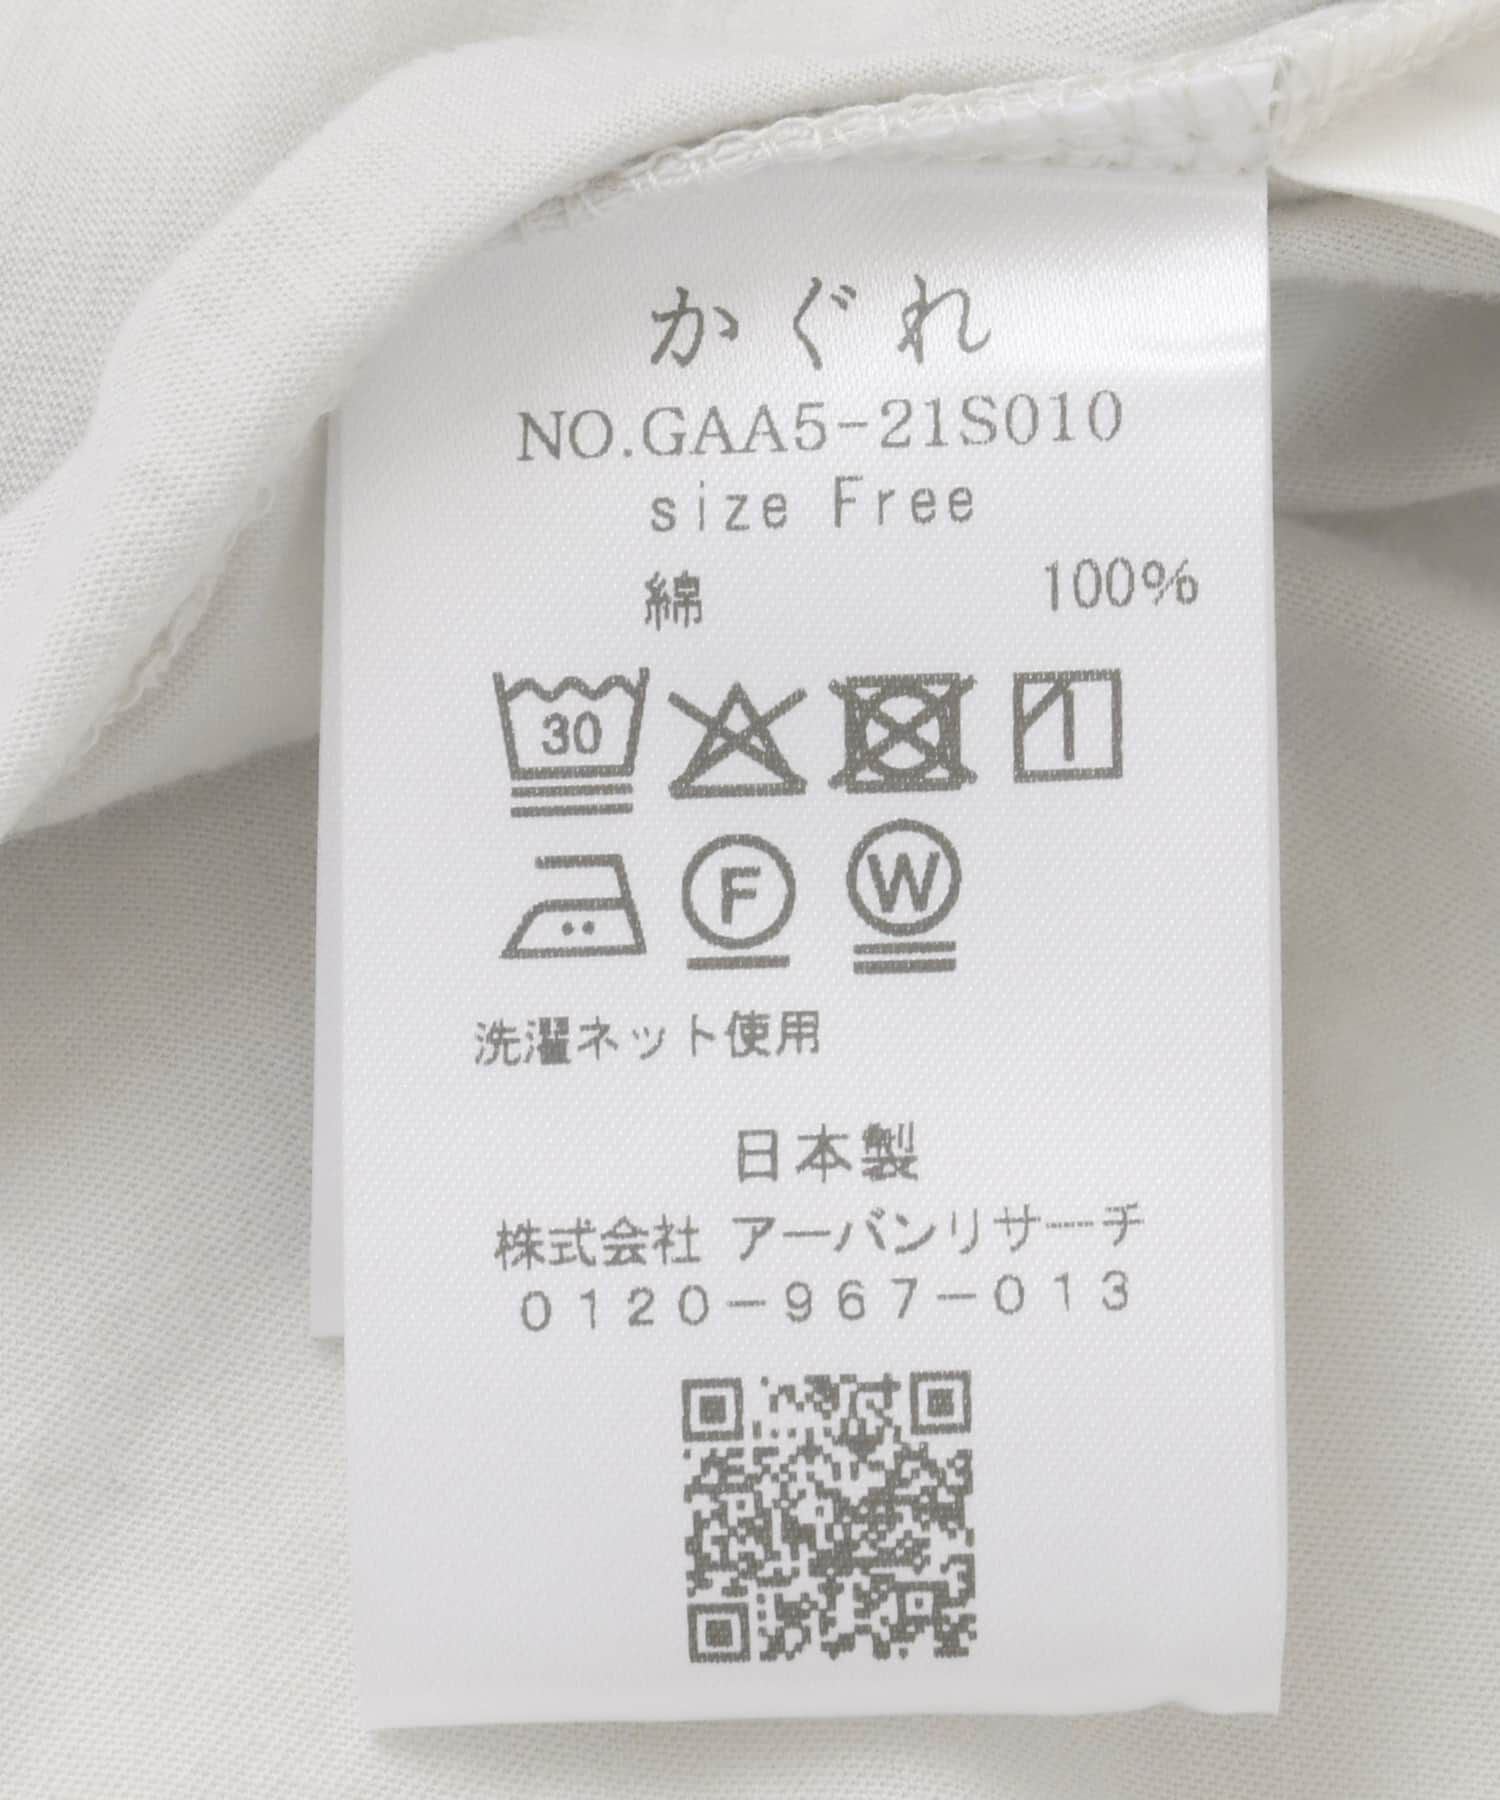 かぐれ
NO.GAA5-21S010
size Free
綿 100%
30
F W
洗濯ネット使用
日本製
株式会社 アーバンリサーチ
0120-967-013